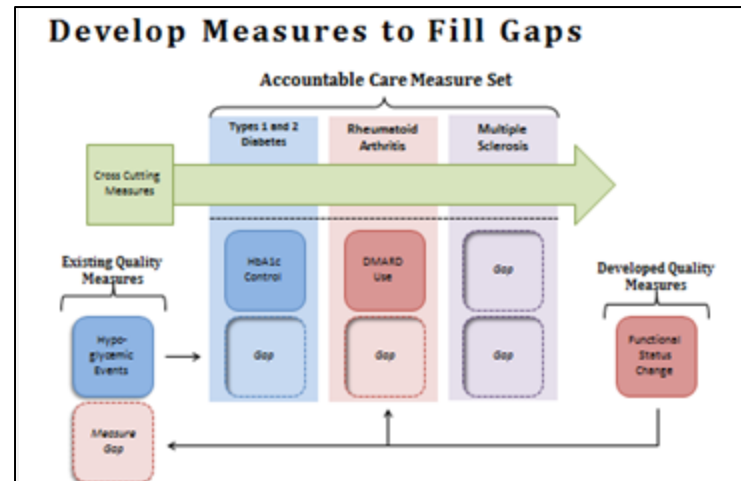 Develop Measures to Fill Gaps
Accountable Care Measure Set
Types 1 and 2
Diabetes
Rheumatoid
Arthritis
Multiple
Sclerosis
Cross Cutting
Measures
Existing Quality
Measures
HbA1c
Control
DMARD
Use
Gap
Developed Quality
Measures
Hypo-
glycemic
Events
Gap
Gap
Gap
Functional
Status
Change
Measure
Gap